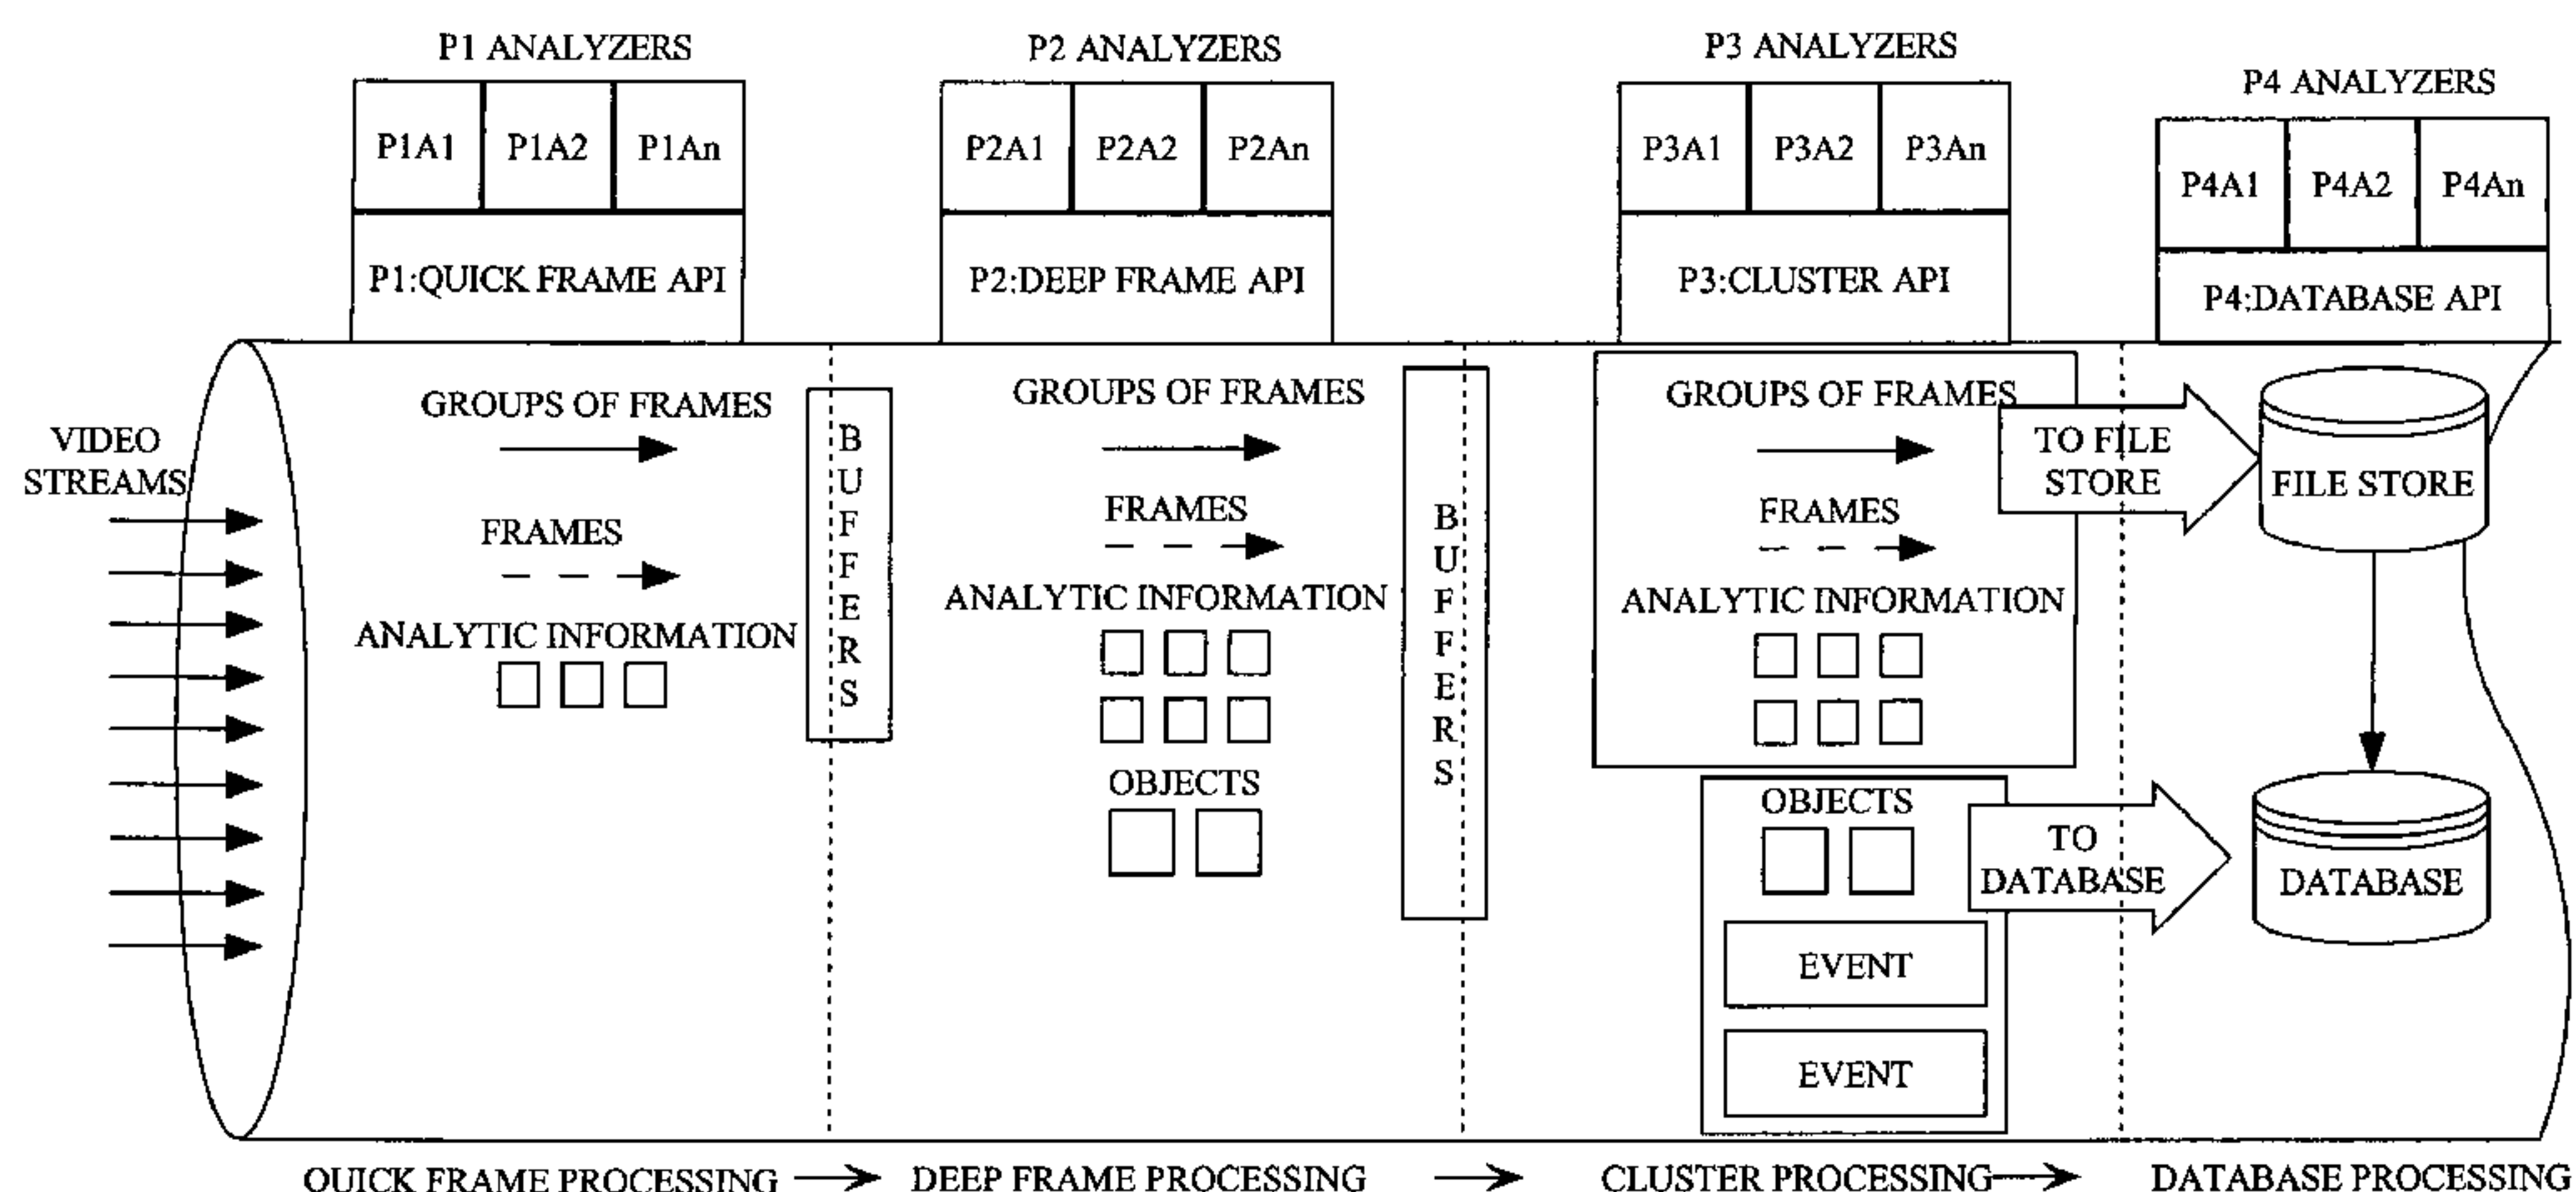 P1 ANALYZERS
P1A1
P1A2
P1An
P1:QUICK FRAME API
P2 ANALYZERS
P2A1
P2A2
P2An
P2:DEEP FRAME API
P3 ANALYZERS
P3A1
P3A2
P3An
P3:CLUSTER API
P4 ANALYZERS
P4A1
P4A2
P4An
P4:DATABASE API
VIDEO
STREAMS
GROUPS OF FRAMES
FRAMES
ANALYTIC INFORMATION
BUFFERS
GROUPS OF FRAMES
FRAMES
ANALYTIC INFORMATION
OBJECTS
BUFFERS
GROUPS OF FRAMES
FRAMES
ANALYTIC INFORMATION
OBJECTS
EVENT
EVENT
TO FILE
STORE
TO
DATABASE
FILE STORE
DATABASE
QUICK FRAME PROCESSING
DEEP FRAME PROCESSING
CLUSTER PROCESSING
DATABASE PROCESSING